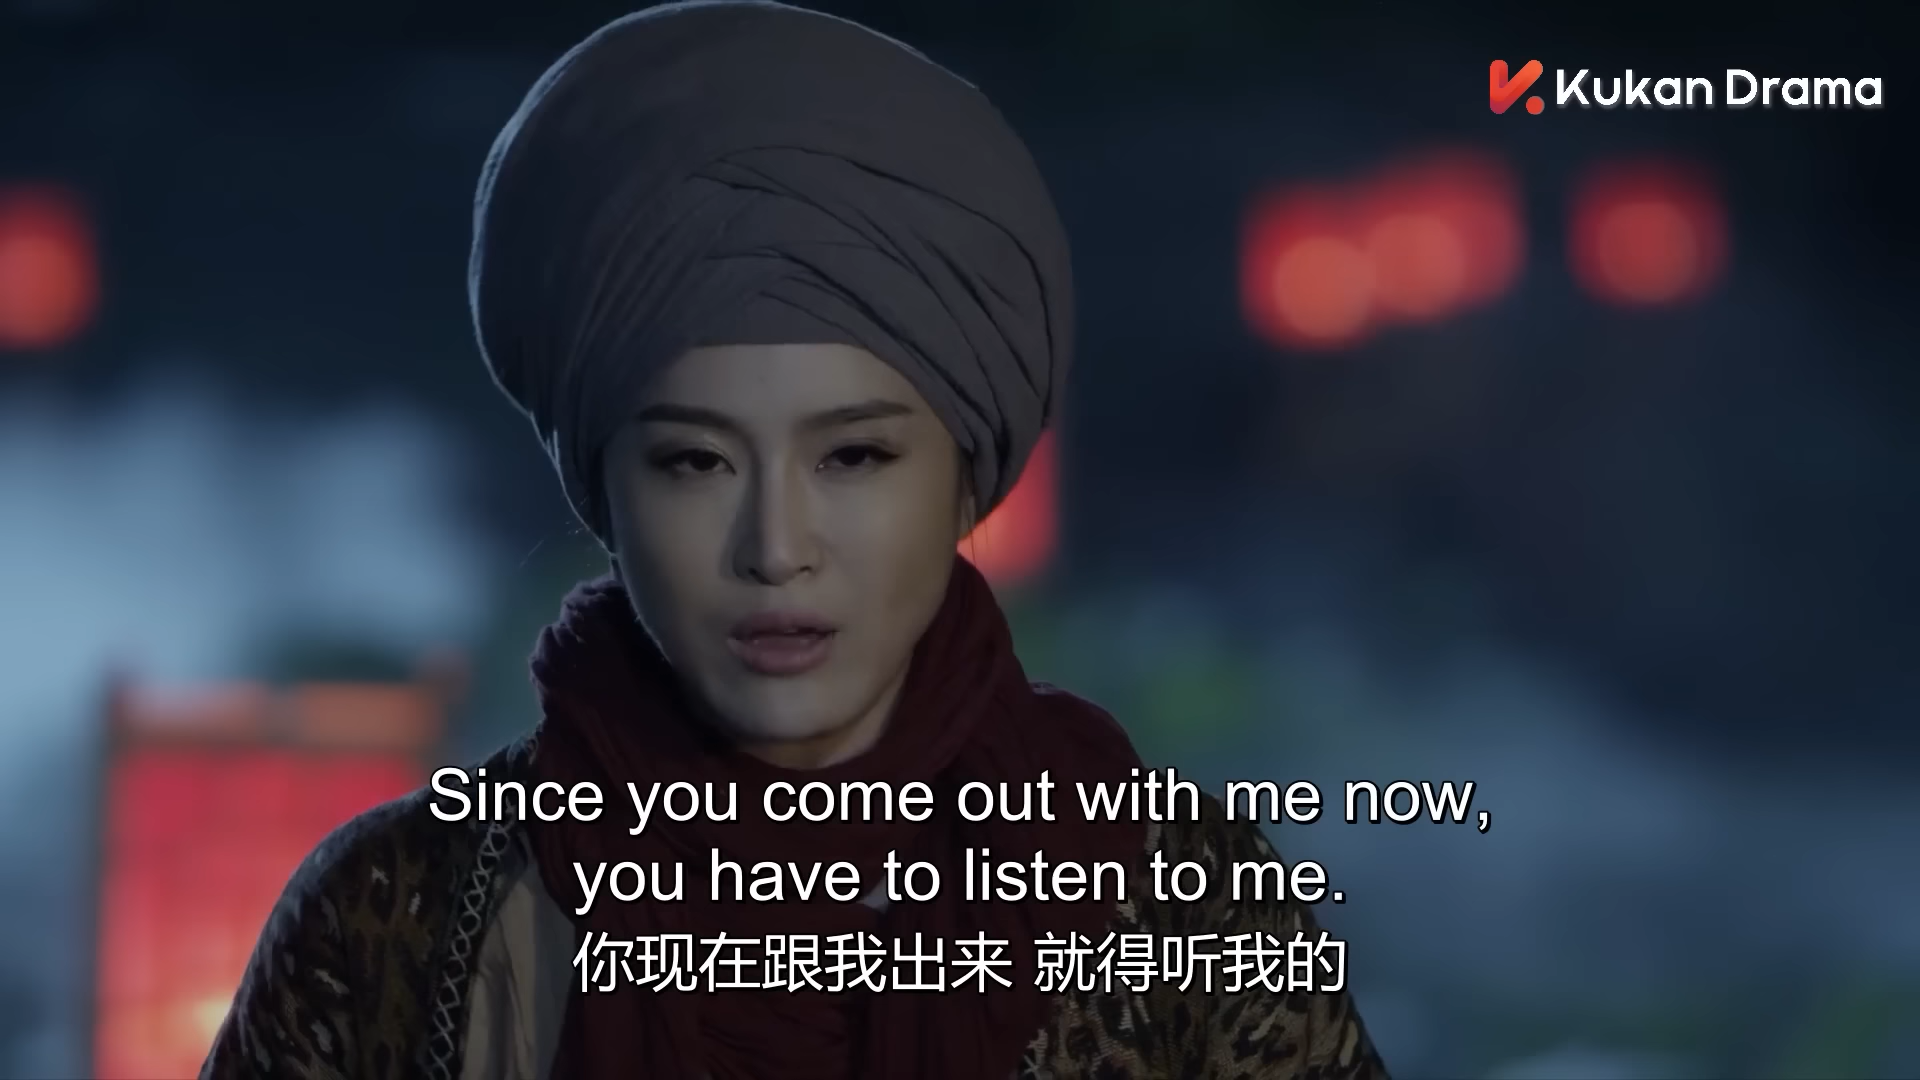 Kukan Drama
Since you come out with me now,
you have to listen to me.
你现在跟我出来 就得听我的